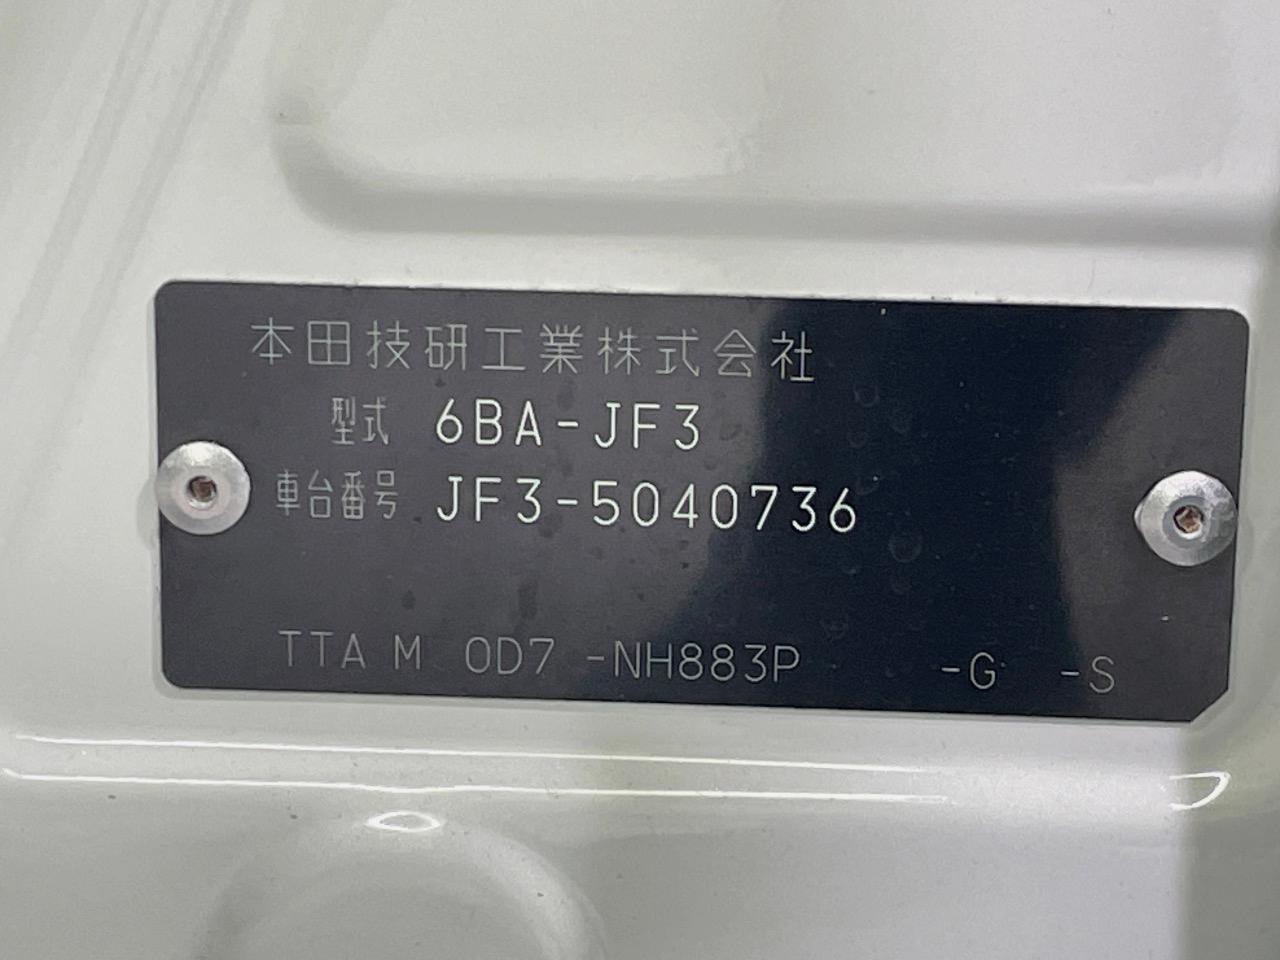 本田技研工業株式会社
型式 6BA-JF3
車台番号 JF3-5040736
TTA M 0D7 -NH883P -G -S